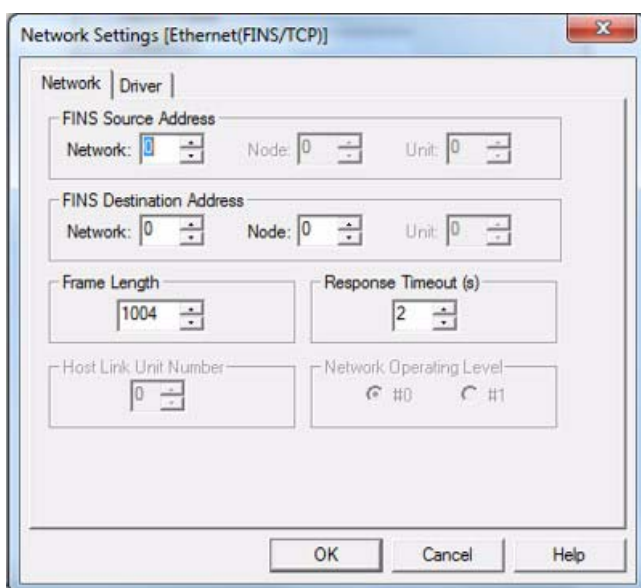 Network Settings [Ethernet(FINS/TCP)]
Network Driver
FINS Source Address
Network: 0 Node: 0 Unit: 0
FINS Destination Address
Network: 0 Node: 0 Unit: 0
Frame Length Response Timeout (s)
1004 2
Host Link Unit Number Network Operating Level
0 #0 #1
OK Cancel Help